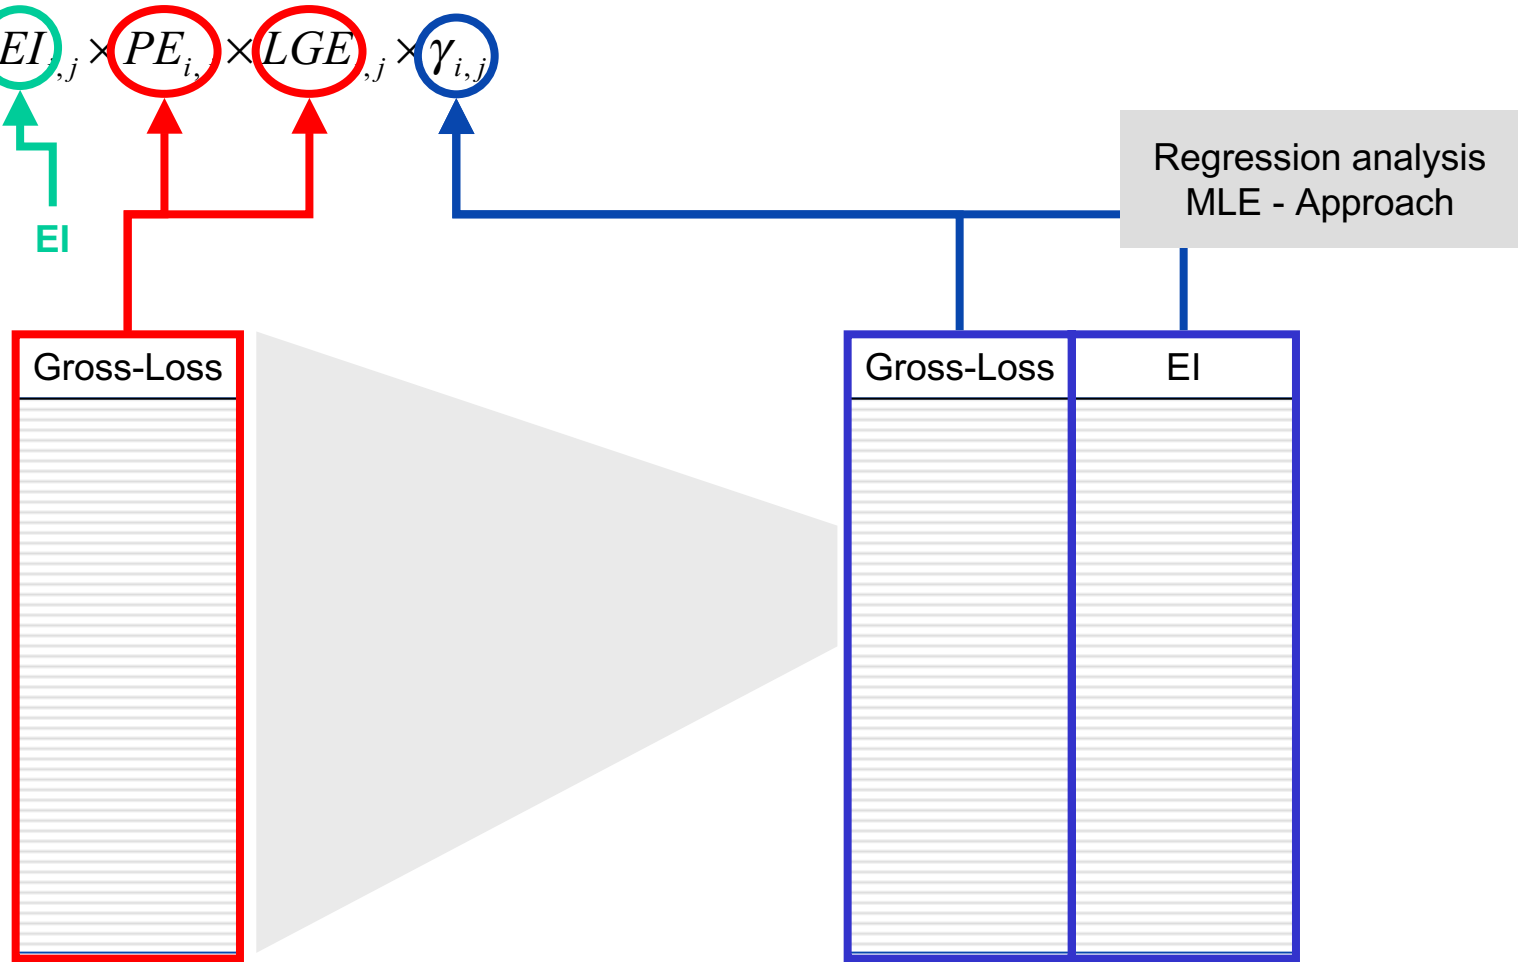 EI i,j × PE i, × LGE ,j × γ i,j
Regression analysis
MLE - Approach
EI
Gross-Loss
Gross-Loss EI